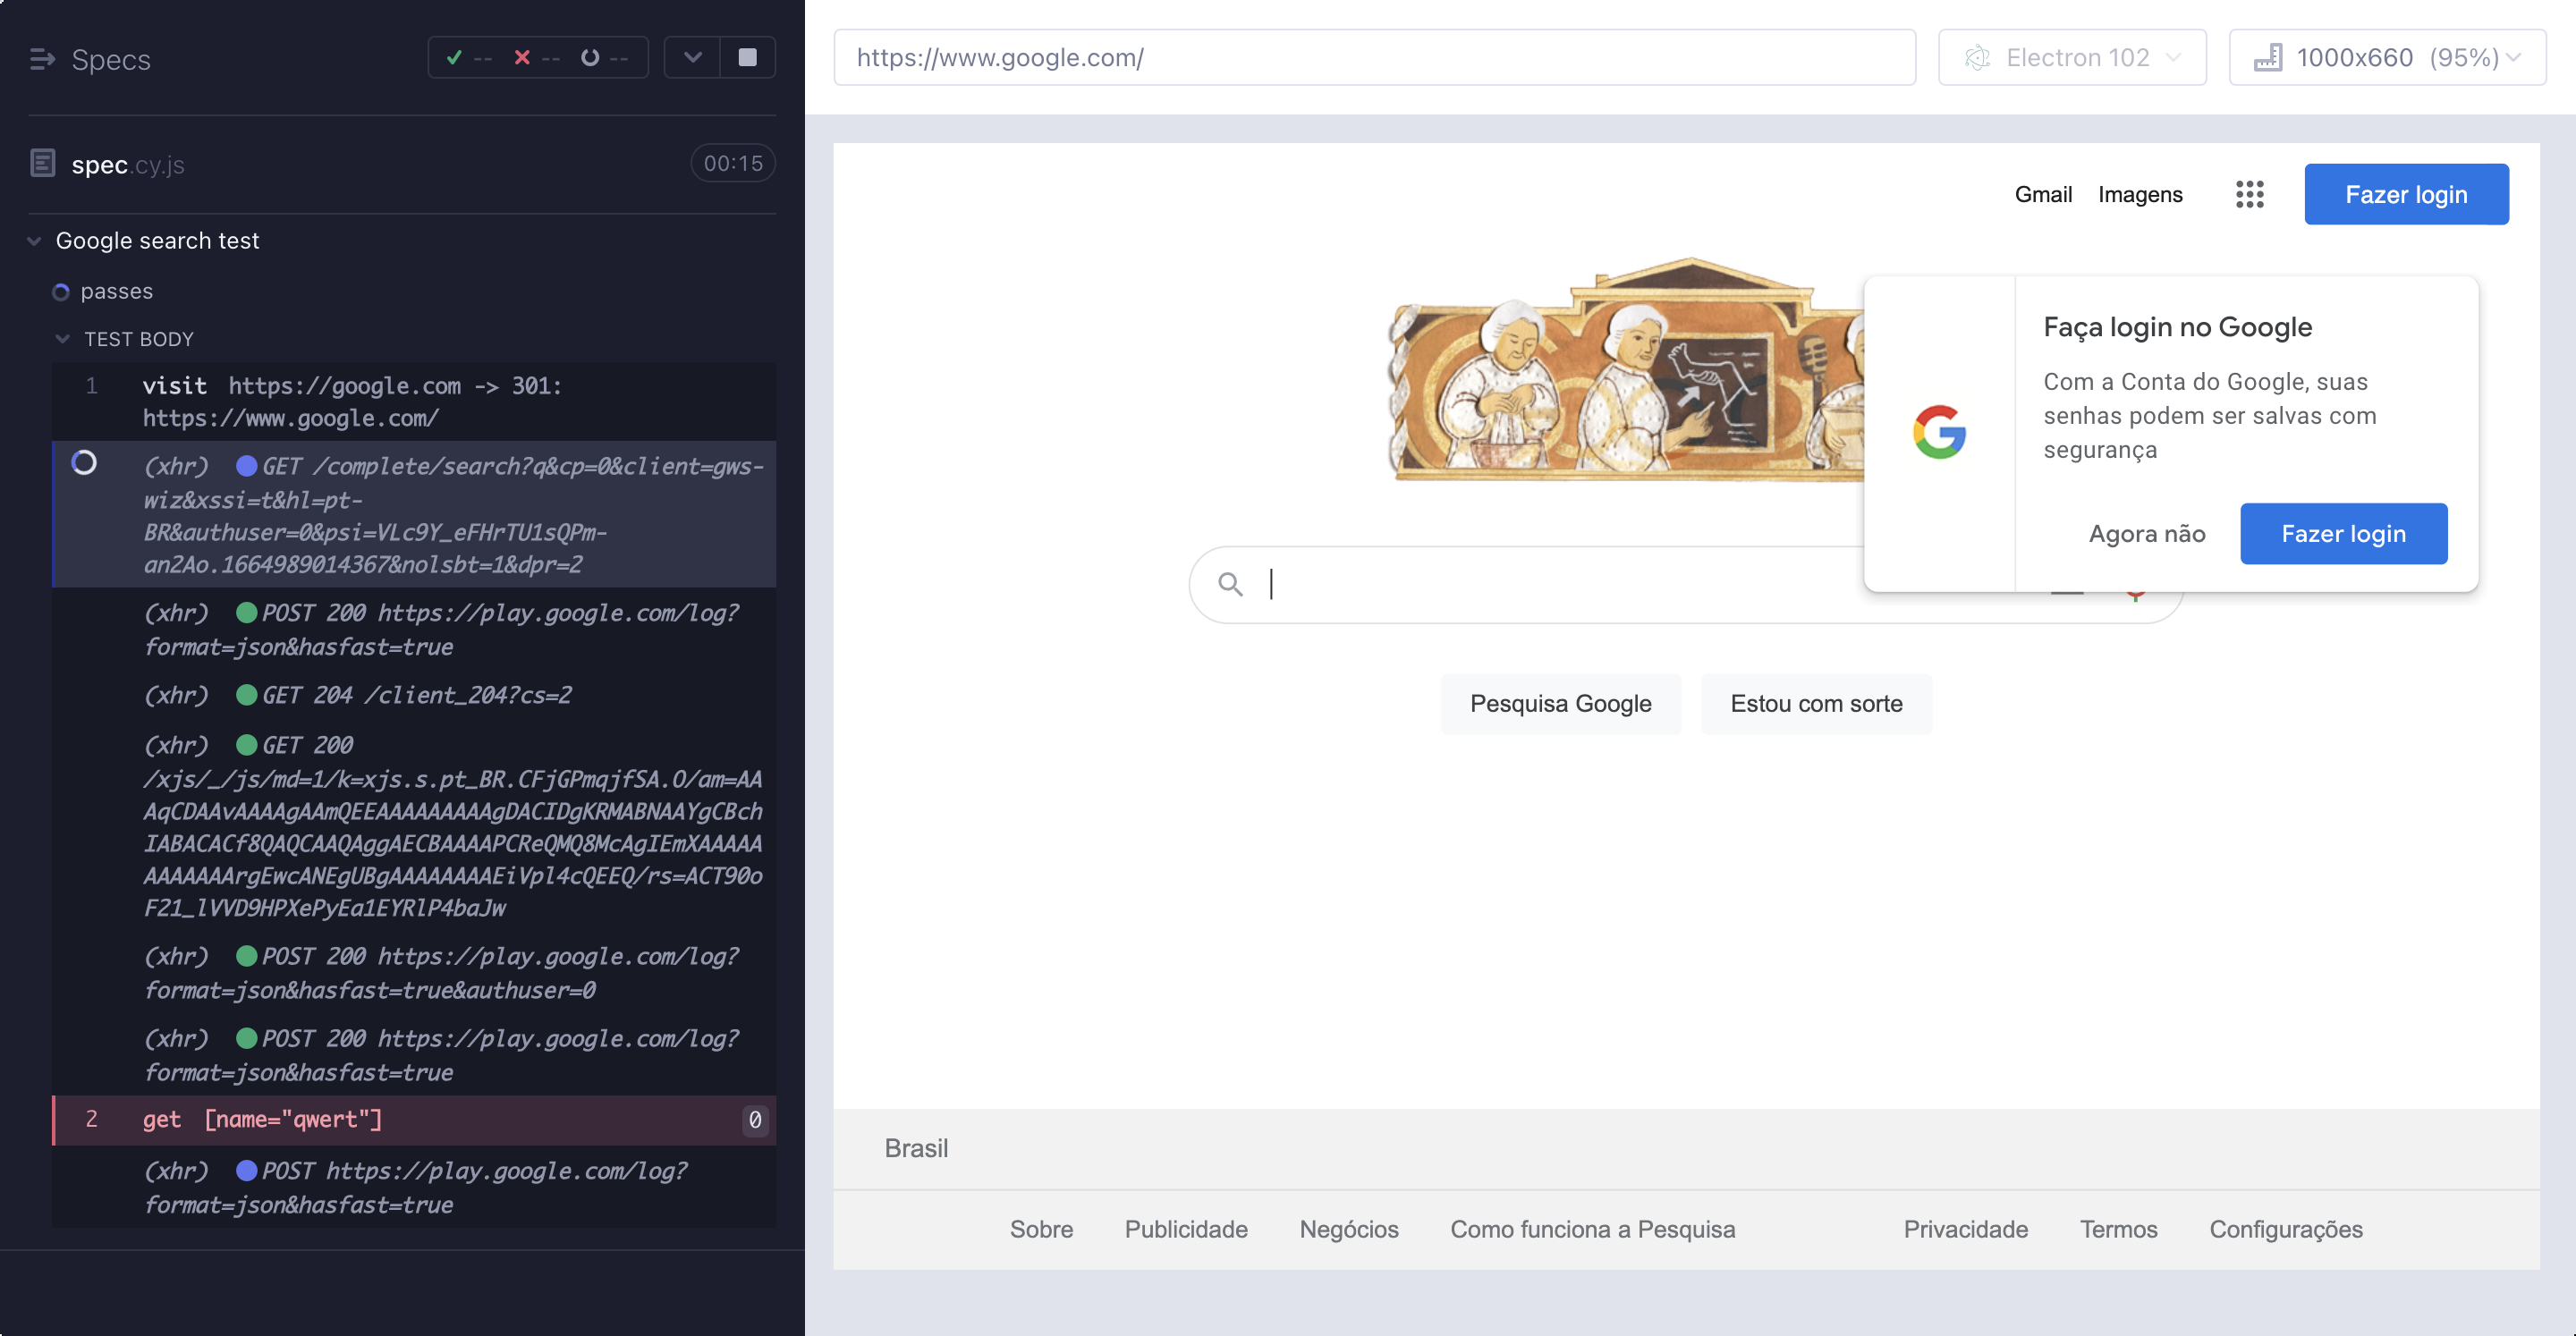 Specs
-- -- --
spec.cy.js
00:15
Google search test
passes
TEST BODY
1 visit https://google.com -> 301:
https://www.google.com/
(xhr) GET /complete/search?q&cp=0&client=gws-
wiz&xssi=t&hl=pt-
BR&authuser=0&psi=VLc9Y_eFHrTU1sQPm-
an2Ao.1664989014367&nolsbt=1&dpr=2
(xhr) POST 200 https://play.google.com/log?
format=json&hasfast=true
(xhr) GET 204 /client_204?cs=2
(xhr) GET 200
/xjs/_/js/md=1/k=xjs.s.pt_BR.CFjGPmqjfSA.O/am=AA
AqCDAAvAAAAgAAmQEEAAAAAAAAAgDACIDgKRMABNAAYgCBch
IABACACf8QAQCAAQAggAECBAAAAPCReQMQ8McAgIEmXAAAAA
AAAAAAArgEwcANEgUBgAAAAAAAAEiVpl4cQEEQ/rs=ACT90o
F21_lVVD9HPXePyEa1EYRlP4baJw
(xhr) POST 200 https://play.google.com/log?
format=json&hasfast=true&authuser=0
(xhr) POST 200 https://play.google.com/log?
format=json&hasfast=true
2 get [name="qwert"] 0
(xhr) POST https://play.google.com/log?
format=json&hasfast=true
https://www.google.com/
Electron 102
1000x660 (95%)
Gmail Imagens Fazer login
Faça login no Google
Com a Conta do Google, suas
senhas podem ser salvas com
segurança
Agora não Fazer login
Pesquisa Google Estou com sorte
Brasil
Sobre Publicidade Negócios Como funciona a Pesquisa Privacidade Termos Configurações